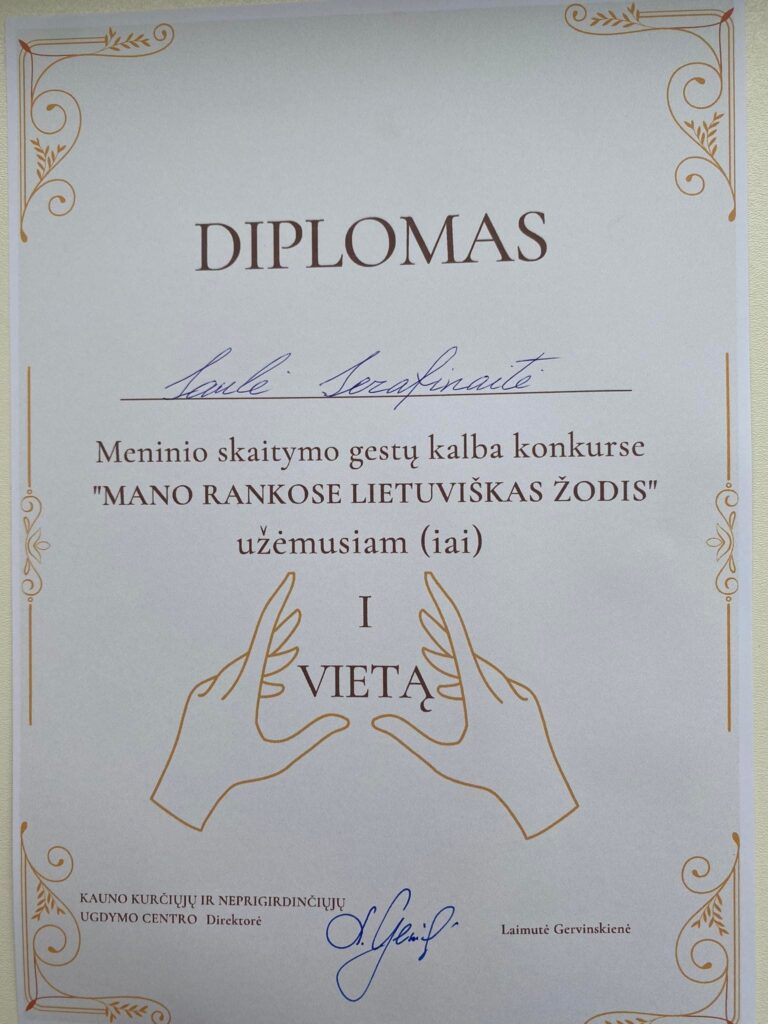 DIPLOMAS
Saulė Serafinaitė
Meninio skaitymo gestų kalba konkurse
"MANO RANKOSE LIETUVIŠKAS ŽODIS"
užėmusiam (iai)
I
VIETĄ
KAUNO KURČIŲJŲ IR NEPRIGIRDINČIŲJŲ
UGDYMO CENTRO Direktorė
Laimutė Gervinskienė